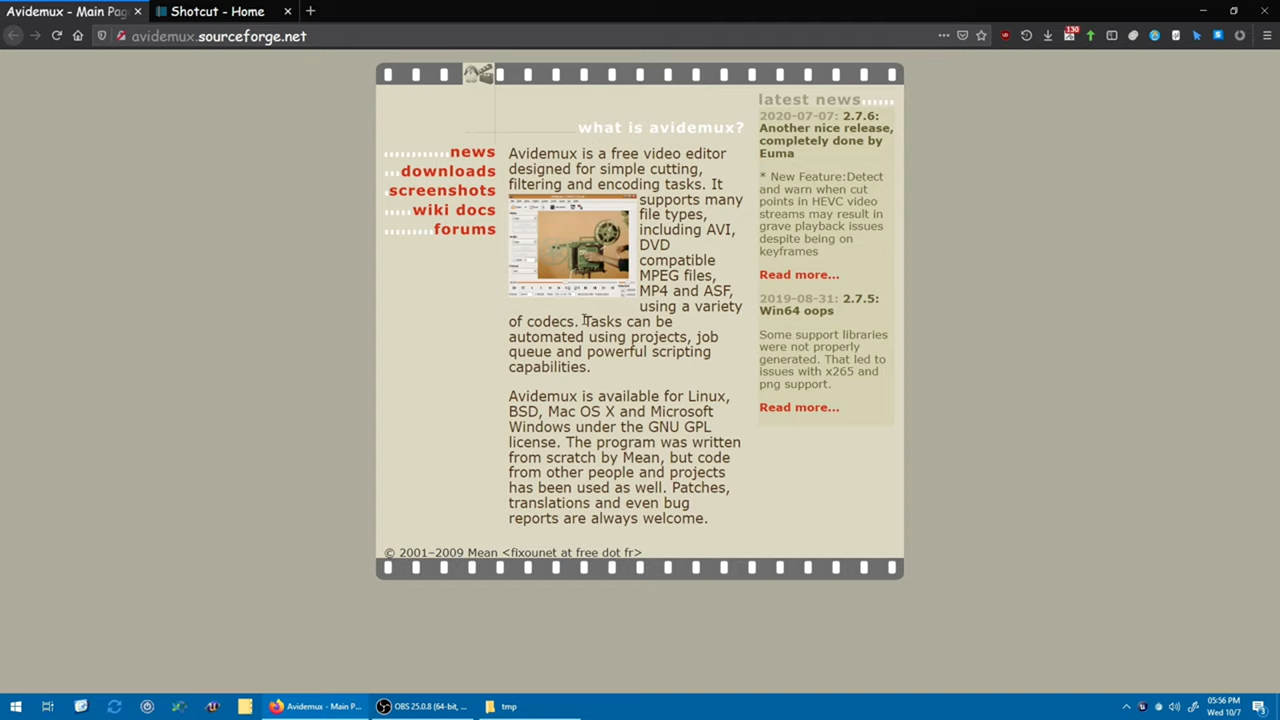 Avidemux - Main Pag
Shotcut - Home
avidemux.sourceforge.net
130
latest news
2020-07-07: 2.7.6:
Another nice release,
completely done by
Euma
* New Feature:Detect
and warn when cut
points in HEVC video
streams may result in
grave playback issues
despite being on
keyframes
Read more...
2019-08-31: 2.7.5:
Win64 oops
Some support libraries
were not properly
generated. That led to
issues with x265 and
png support.
Read more...
what is avidemux?
news
downloads
screenshots
wiki docs
forums
Avidemux is a free video editor
designed for simple cutting,
filtering and encoding tasks. It
supports many
file types,
including AVI,
DVD
compatible
MPEG files,
MP4 and ASF,
using a variety
of codecs. Tasks can be
automated using projects, job
queue and powerful scripting
capabilities.
Avidemux is available for Linux,
BSD, Mac OS X and Microsoft
Windows under the GNU GPL
license. The program was written
from scratch by Mean, but code
from other people and projects
has been used as well. Patches,
translations and even bug
reports are always welcome.
© 2001–2009 Mean <fixounet at free dot fr>
Avidemux - Main P...
OBS 25.0.8 (64-bit, ...
tmp
05:56 PM
Wed 10/7
3